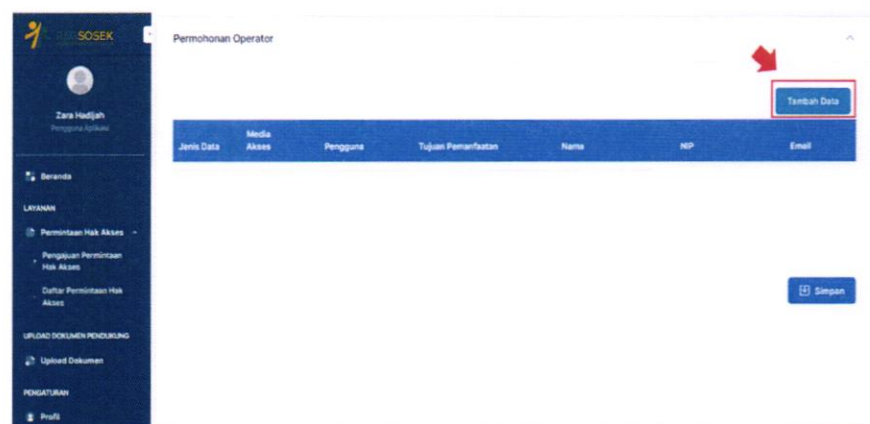 REGSOSEK
Permohonan Operator
Tambah Data
Zara Hadijah
Pengguna Aplikasi
Jenis Data Media Akses Pengguna Tujuan Pemanfaatan Nama NIP Email
Beranda
LAYANAN
Permintaan Hak Akses
Pengajuan Permintaan
Hak Akses
Daftar Permintaan Hak
Akses
Simpan
UPLOAD DOKUMEN PENDUKUNG
Upload Dokumen
PENGATURAN
Profil